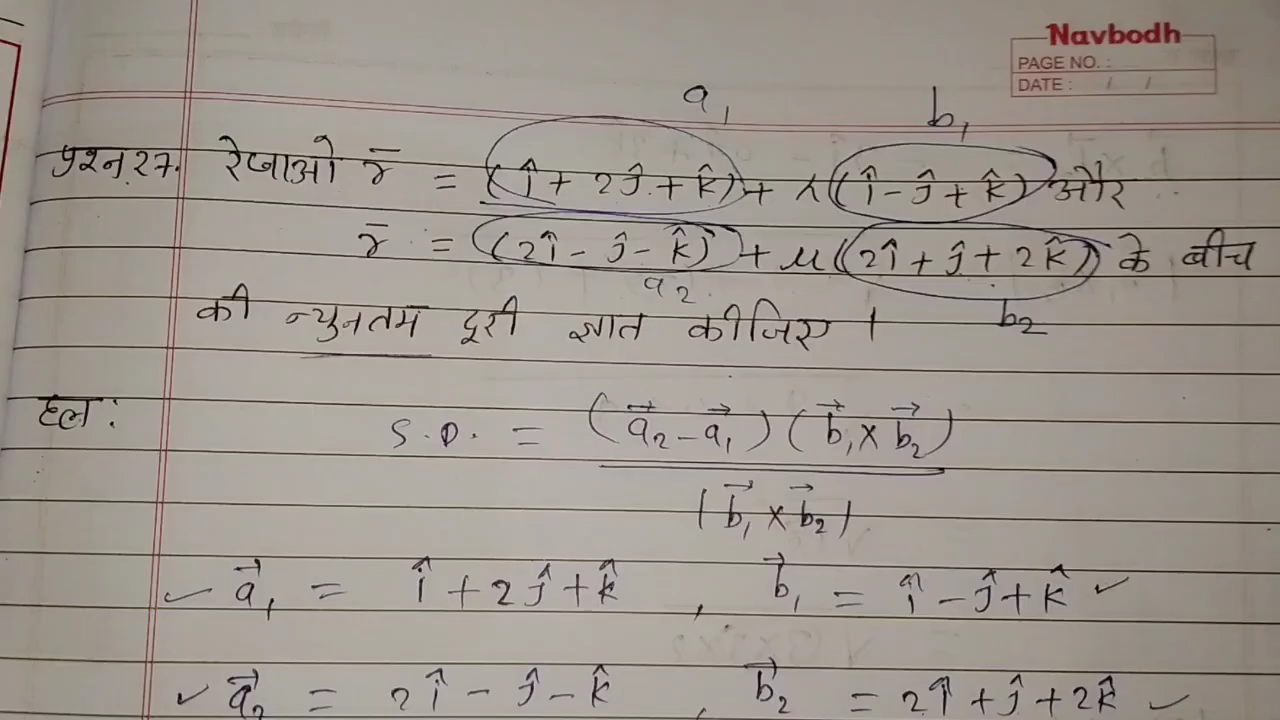 Navbodh
PAGE NO. :
DATE : / /
a₁ b₁
प्रश्न.27. रेखाओ r̄ = (î + 2ĵ + k̂) + λ(î - ĵ + k̂) और
r̄ = (2î - ĵ - k̂) + μ(2î + ĵ + 2k̂) के बीच
a₂ b₂
की न्युनतम दूरी ज्ञात कीजिए ।
हल :
S.D. = (a⃗₂ - a⃗₁) (b⃗₁ × b⃗₂)
|b⃗₁ × b⃗₂|
✓ a⃗₁ = î + 2ĵ + k̂ , b⃗₁ = î - ĵ + k̂ ✓
✓ a⃗₂ = 2î - ĵ - k̂ , b⃗₂ = 2î + ĵ + 2k̂ ✓